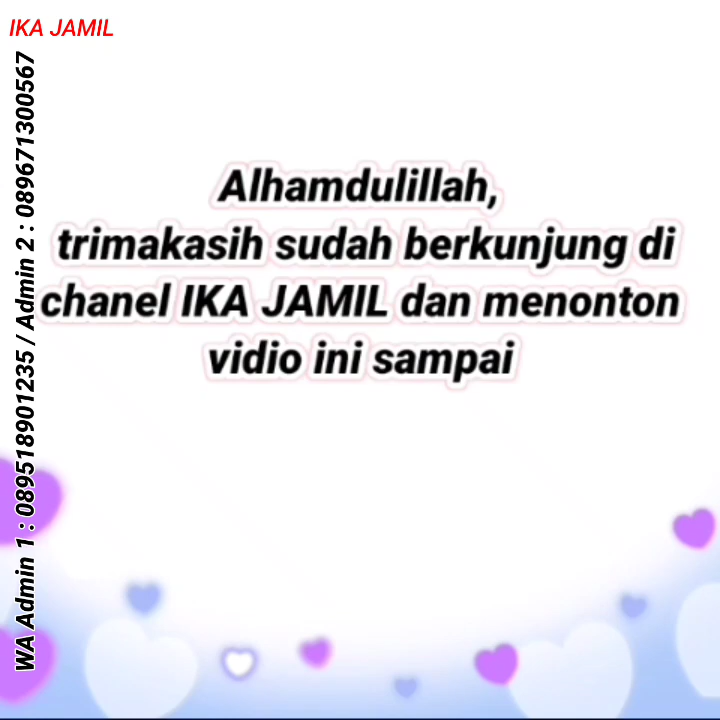 IKA JAMIL
WA Admin 1 : 089518901235 / Admin 2 : 089671300567
Alhamdulillah,
trimakasih sudah berkunjung di
chanel IKA JAMIL dan menonton
vidio ini sampai